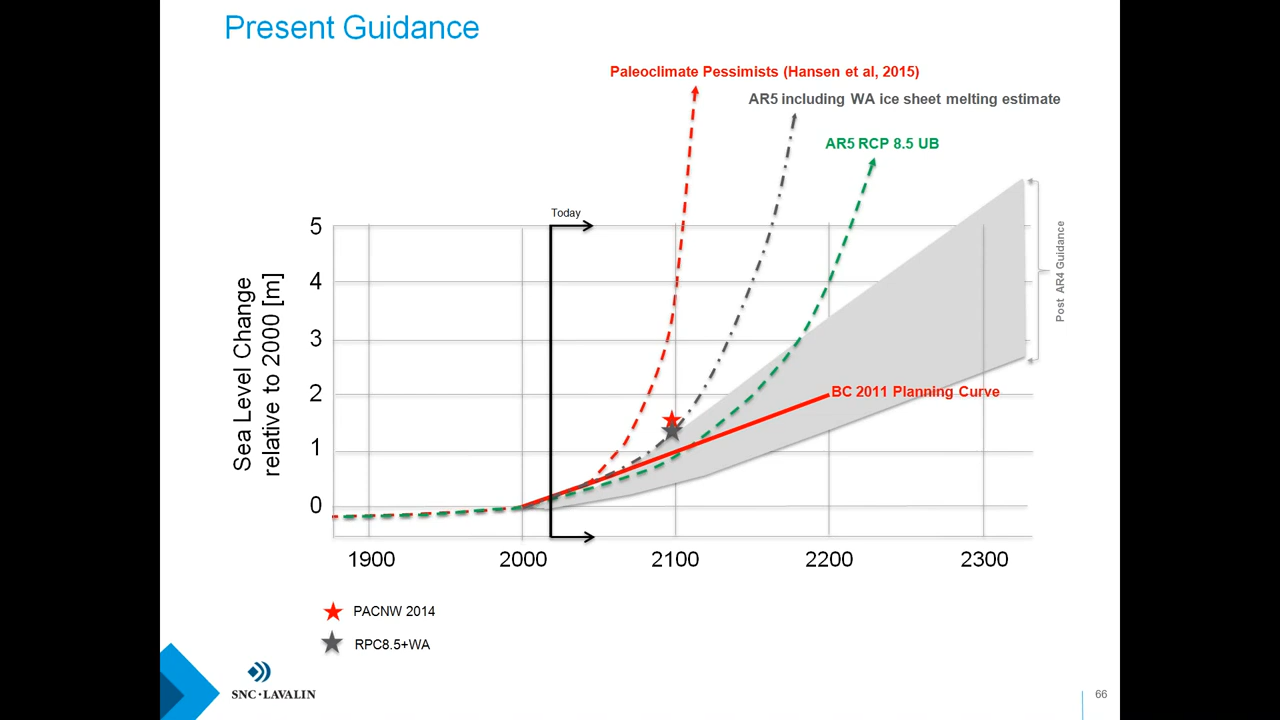 Present Guidance
Paleoclimate Pessimists (Hansen et al, 2015)
AR5 including WA ice sheet melting estimate
AR5 RCP 8.5 UB
Today
5
4
3
2
1
0
Sea Level Change
relative to 2000 [m]
Post AR4 Guidance
BC 2011 Planning Curve
1900
2000
2100
2200
2300
PACNW 2014
RPC8.5+WA
SNC·LAVALIN
66